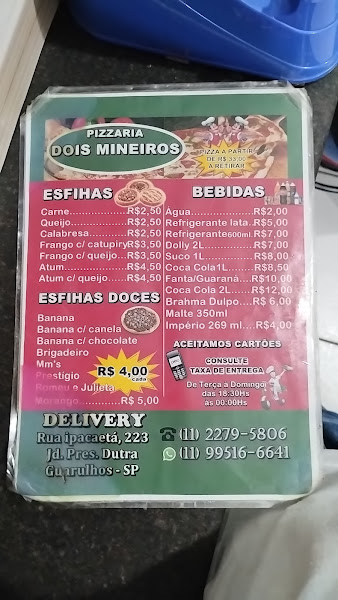 PIZZARIA
DOIS MINEIROS
PIZZA A PARTIR
DE R$ 33,00
A RETIRAR
ESFIHAS
Carne..............R$2,50
Queijo.............R$2,50
Calabresa..........R$2,50
Frango c/ catupiryR$3,50
Frango c/ queijo...R$3,50
Atum...............R$4,50
Atum c/ queijo.....R$4,50
ESFIHAS DOCES
Banana
Banana c/ canela
Banana c/ chocolate
Brigadeiro
Mm's
Prestigio
Romeu e Julieta
R$ 4,00
cada
Morango............R$ 5,00
BEBIDAS
Água...................R$2,00
Refrigerante lata.R$5,00
Refrigerante600ml.R$7,00
Dolly 2L...............R$7,00
Suco 1L................R$8,00
Coca Cola1L............R$8,50
Fanta/Guaraná....R$10,00
Coca Cola 2L.......R$12,00
Brahma Dulpo....R$ 6,00
Malte 350ml
Império 269 ml....R$4,00
ACEITAMOS CARTÕES
CONSULTE
TAXA DE ENTREGA
De Terça a Domingo
das 18:30Hs
as 00:00Hs
DELIVERY
Rua ipacaetá, 223
Jd. Pres. Dutra
Guarulhos - SP
(11) 2279-5806
(11) 99516-6641